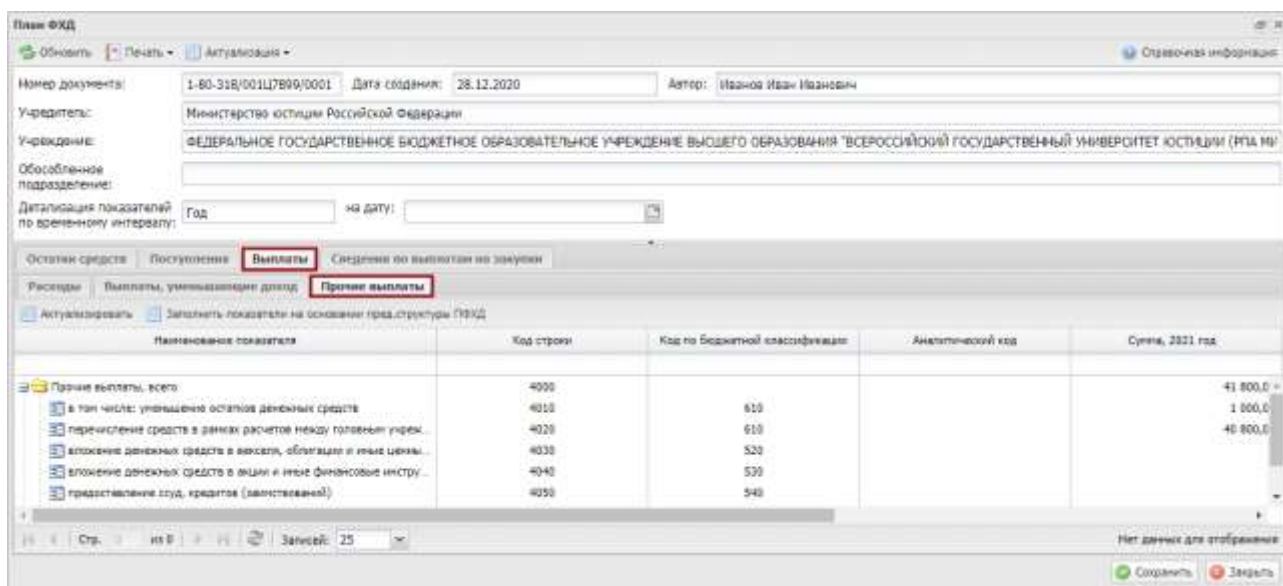 План ФХД
Обновить Печать Актуализация Справочная информация
Номер документа: 1-80-318/001Ц7899/0001 Дата создания: 28.12.2020 Автор: Иванов Иван Иванович
Учредитель: Министерство юстиции Российской Федерации
Учреждение: ФЕДЕРАЛЬНОЕ ГОСУДАРСТВЕННОЕ БЮДЖЕТНОЕ ОБРАЗОВАТЕЛЬНОЕ УЧРЕЖДЕНИЕ ВЫСШЕГО ОБРАЗОВАНИЯ "ВСЕРОССИЙСКИЙ ГОСУДАРСТВЕННЫЙ УНИВЕРСИТЕТ ЮСТИЦИИ (РПА МИ
Обособленное
подразделение:
Детализация показателей
по временному интервалу: Год на дату:
Остатки средств Поступления Выплаты Сведения по выплатам на закупки
Расходы Выплаты, уменьшающие доход Прочие выплаты
Актуализировать Заполнить показатели на основании пред.структуры ПФХД
Наименование показателя Код строки Код по бюджетной классификации Аналитический код Сумма, 2021 год
Прочие выплаты, всего 4000 41 800,0
в том числе: уменьшение остатков денежных средств 4010 610 1 000,0
перечисление средств в рамках расчетов между головным учреж... 4020 610 40 800,0
вложение денежных средств в векселя, облигации и иные ценны... 4030 520
вложение денежных средств в акции и иные финансовые инстру... 4040 530
предоставление ссуд, кредитов (заимствований) 4050 540
Стр. из 0 Записей: 25 Нет данных для отображения
Сохранить Закрыть